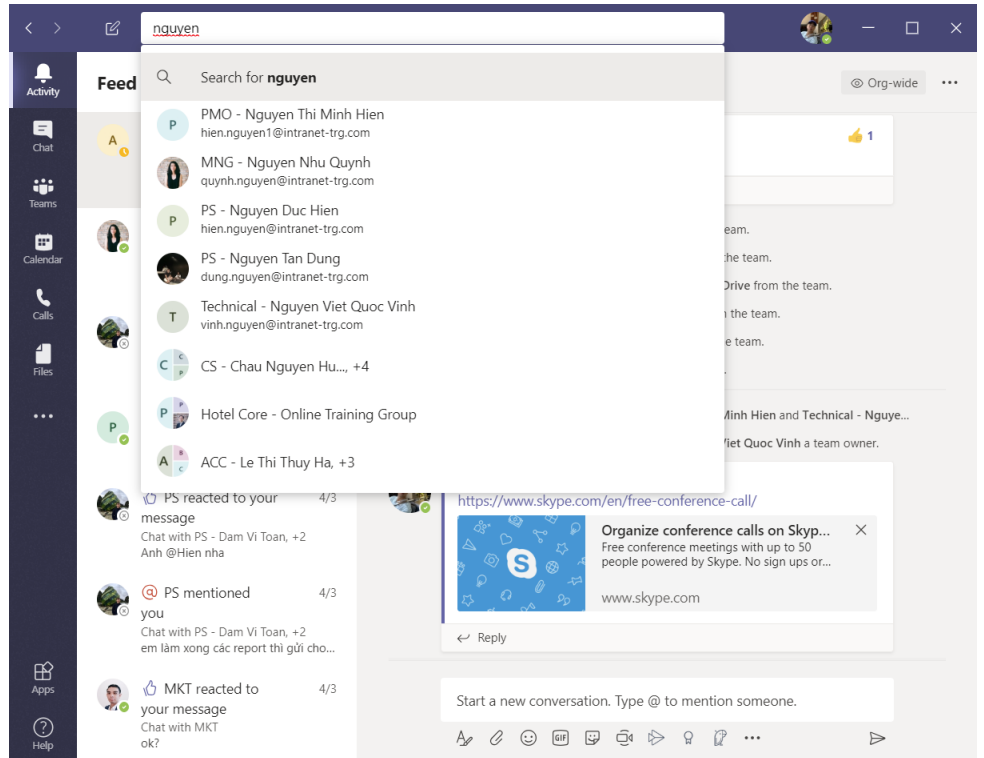 nguyen
Activity
Chat
Teams
Calendar
Calls
Files
Apps
Help
Search for nguyen
P
PMO - Nguyen Thi Minh Hien
hien.nguyen1@intranet-trg.com
MNG - Nguyen Nhu Quynh
quynh.nguyen@intranet-trg.com
P
PS - Nguyen Duc Hien
hien.nguyen@intranet-trg.com
PS - Nguyen Tan Dung
dung.nguyen@intranet-trg.com
T
Technical - Nguyen Viet Quoc Vinh
vinh.nguyen@intranet-trg.com
C C P
CS - Chau Nguyen Hu..., +4
P P
Hotel Core - Online Training Group
A B C
ACC - Le Thi Thuy Ha, +3
Feed
A
P
PS reacted to your 4/3
message
Chat with PS - Dam Vi Toan, +2
Anh @Hien nha
@ PS mentioned 4/3
you
Chat with PS - Dam Vi Toan, +2
em làm xong các report thì gửi cho...
MKT reacted to 4/3
your message
Chat with MKT
ok?
Org-wide
1
eam.
the team.
Drive from the team.
the team.
e team.
Minh Hien and Technical - Nguye...
Viet Quoc Vinh a team owner.
https://www.skype.com/en/free-conference-call/
S
Organize conference calls on Skyp...
Free conference meetings with up to 50
people powered by Skype. No sign ups or...
www.skype.com
Reply
Start a new conversation. Type @ to mention someone.
GIF